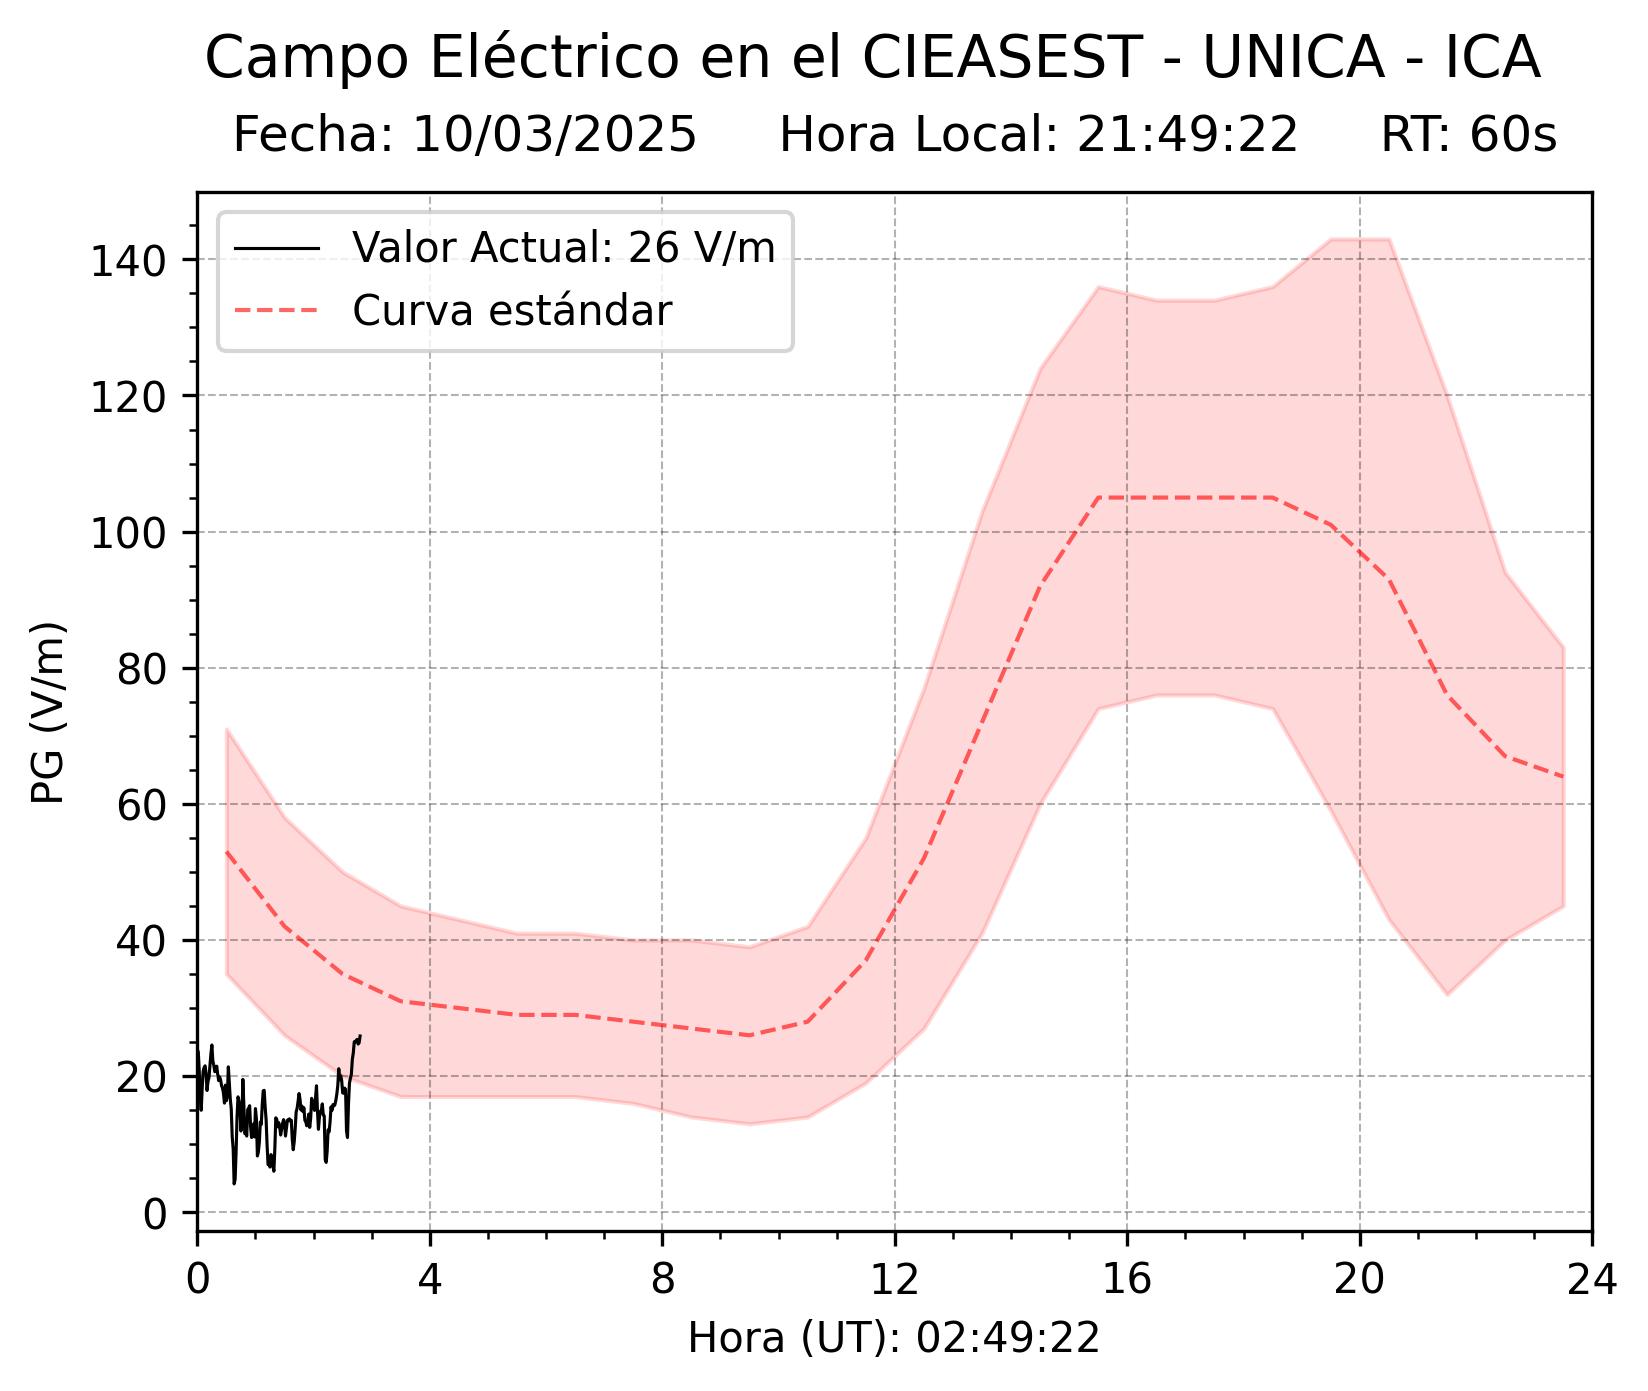 Campo Eléctrico en el CIEASEST - UNICA - ICA
Fecha: 10/03/2025 Hora Local: 21:49:22 RT: 60s
Valor Actual: 26 V/m
Curva estándar
140
120
100
80
60
40
20
0
PG (V/m)
0 4 8 12 16 20 24
Hora (UT): 02:49:22